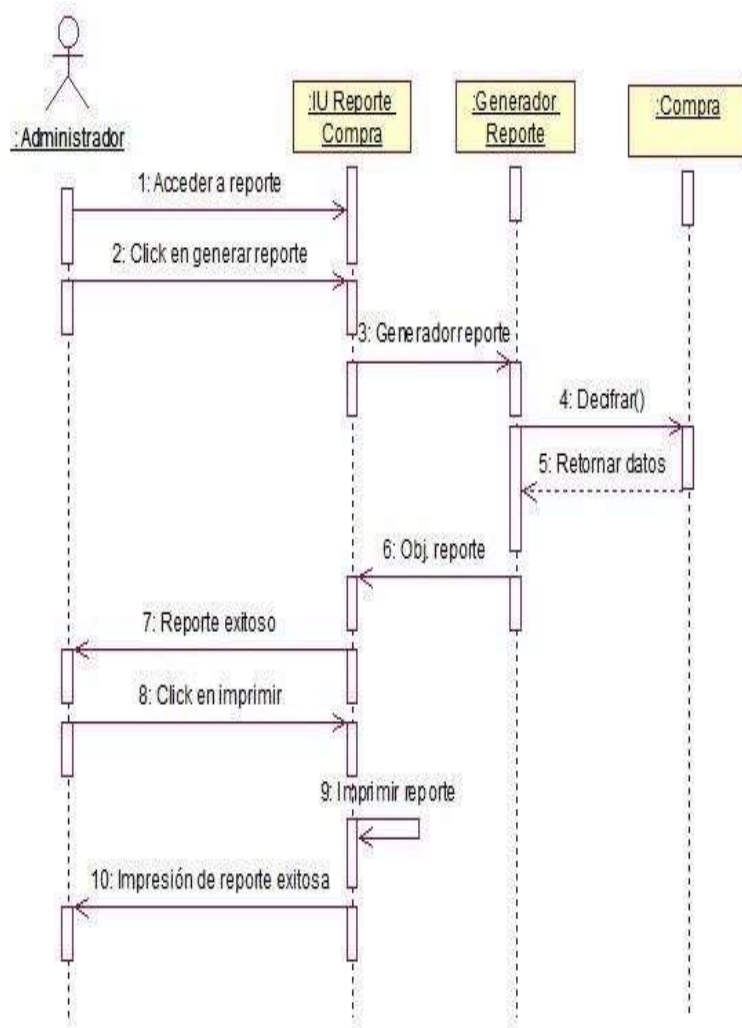 : Administrador
:IU Reporte
Compra
:Generador
Reporte
:Compra
1: Acceder a reporte
2: Click en generar reporte
3: Generador reporte
4: Decifrar()
5: Retornar datos
6: Obj. reporte
7: Reporte exitoso
8: Click en imprimir
9: Imprimir reporte
10: Impresión de reporte exitosa